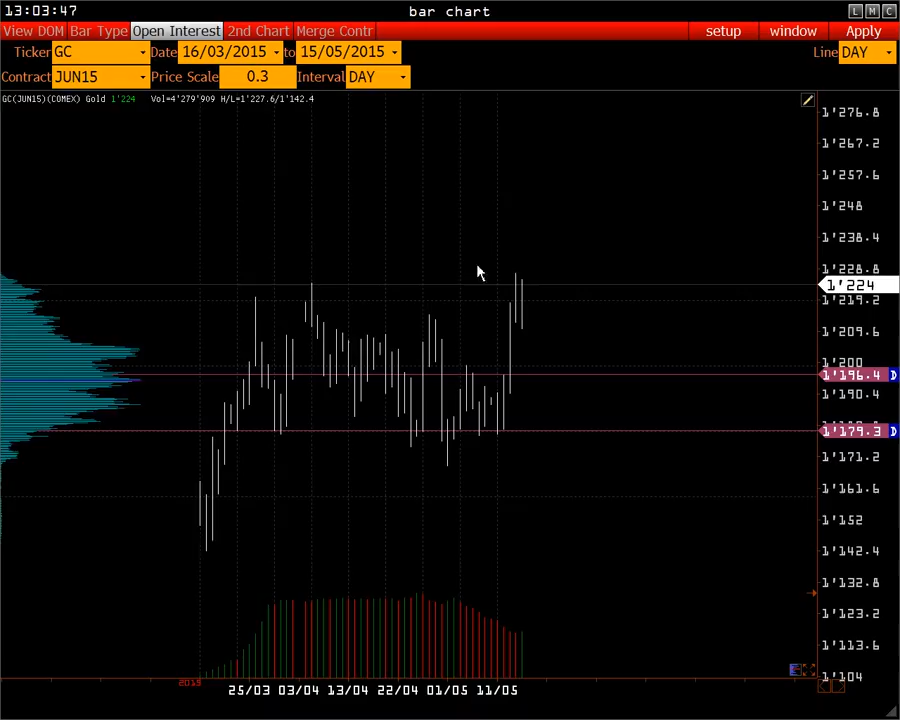 13:03:47 bar chart L M C
View DOM Bar Type Open Interest 2nd Chart Merge Contr setup window Apply
Ticker GC Date 16/03/2015 to 15/05/2015 Line DAY
Contract JUN15 Price Scale 0.3 Interval DAY
GC(JUN15)(COMEX) Gold 1'224 Vol=4'279'909 H/L=1'227.6/1'142.4
1'276.8
1'267.2
1'257.6
1'248
1'238.4
1'228.8
1'224
1'219.2
1'209.6
1'200
1'196.4 D
1'190.4
1'179.3 D
1'171.2
1'161.6
1'152
1'142.4
1'132.8
1'123.2
1'113.6
1'104
2015
25/03 03/04 13/04 22/04 01/05 11/05